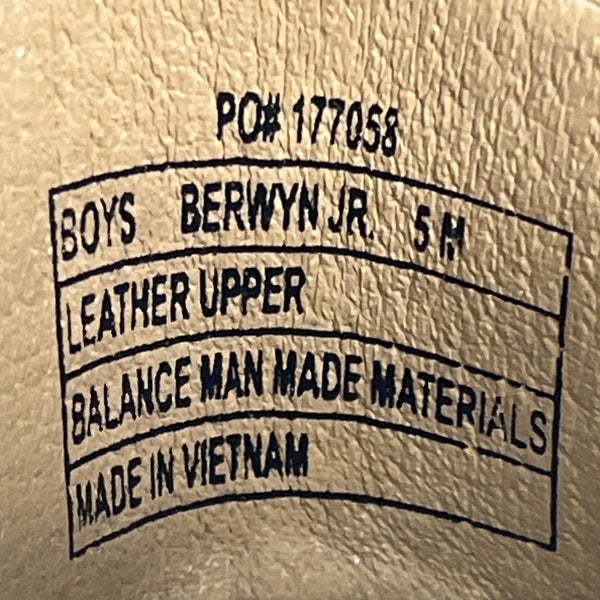 PO# 177058
BOYS BERWYN JR. 5 M
LEATHER UPPER
BALANCE MAN MADE MATERIALS
MADE IN VIETNAM